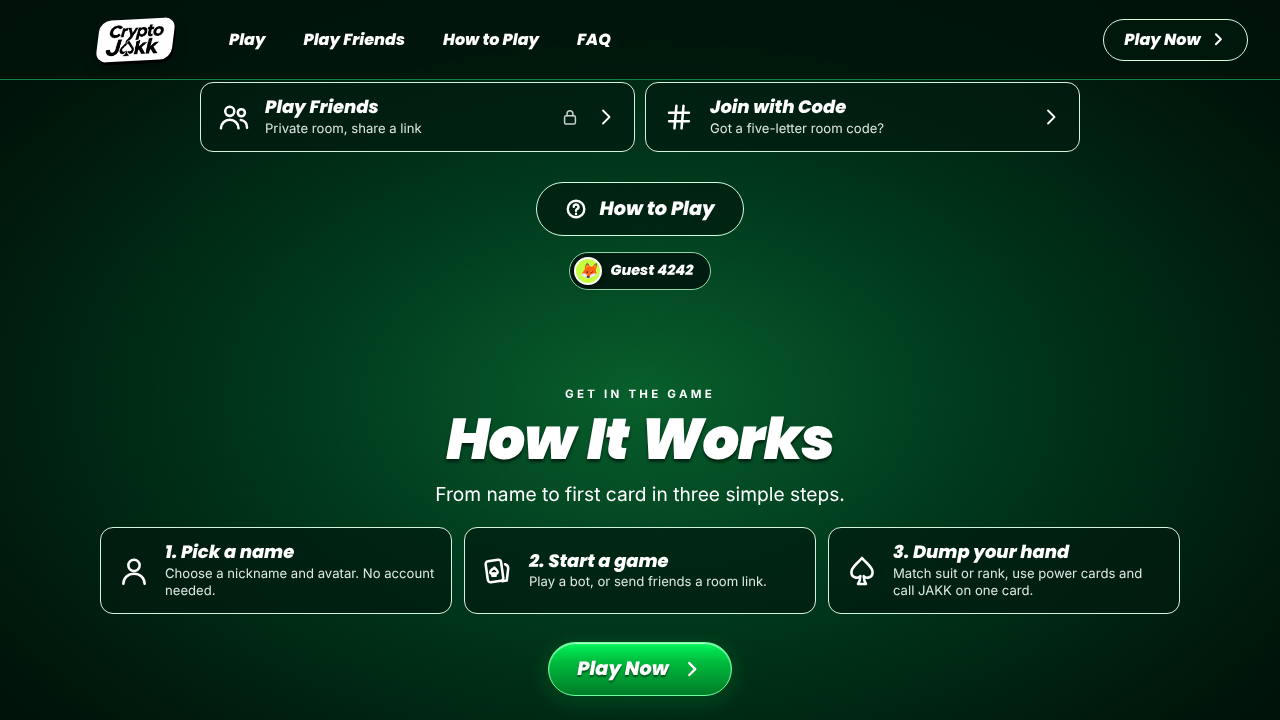 Crypto
Jakk
Play
Play Friends
How to Play
FAQ
Play Now
Play Friends
Private room, share a link
Join with Code
Got a five-letter room code?
How to Play
Guest 4242
GET IN THE GAME
How It Works
From name to first card in three simple steps.
1. Pick a name
Choose a nickname and avatar. No account
needed.
2. Start a game
Play a bot, or send friends a room link.
3. Dump your hand
Match suit or rank, use power cards and
call JAKK on one card.
Play Now